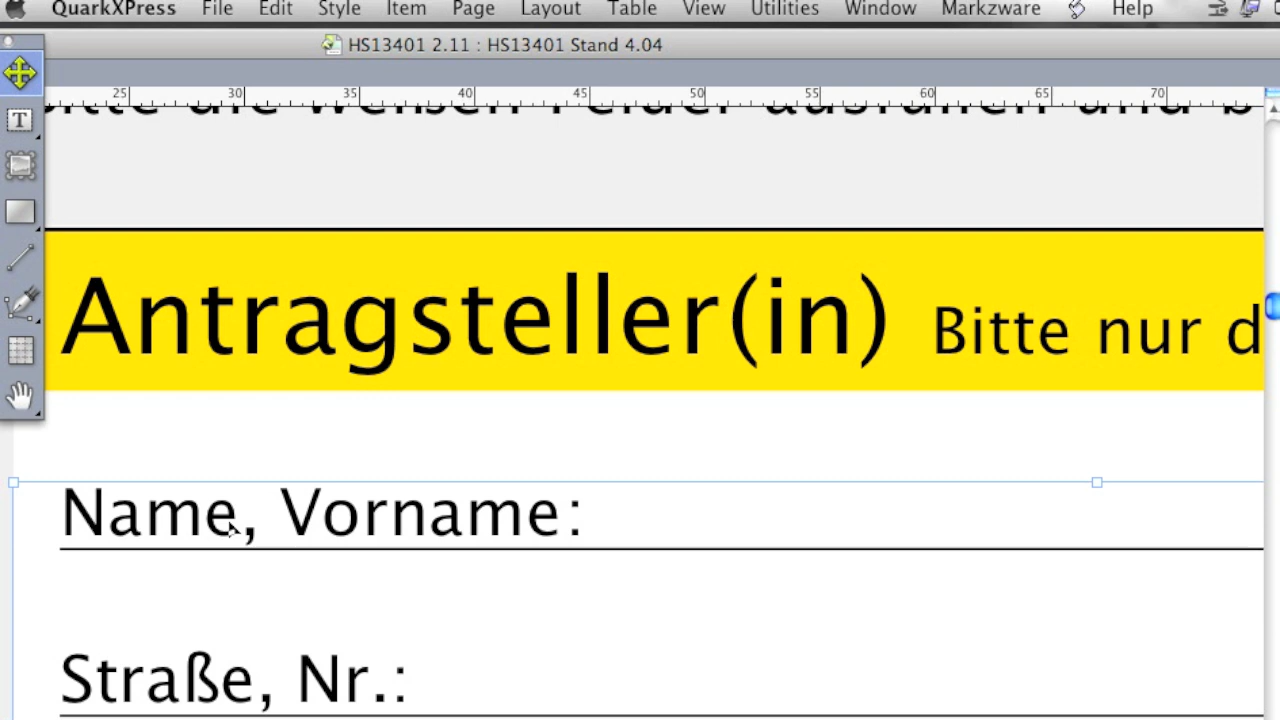 QuarkXPress File Edit Style Item Page Layout Table View Utilities Window Markzware Help
HS13401 2.11 : HS13401 Stand 4.04
25 30 35 40 45 50 55 60 65 70
T
Antragsteller(in) Bitte nur d
Name, Vorname:
Straße, Nr.: